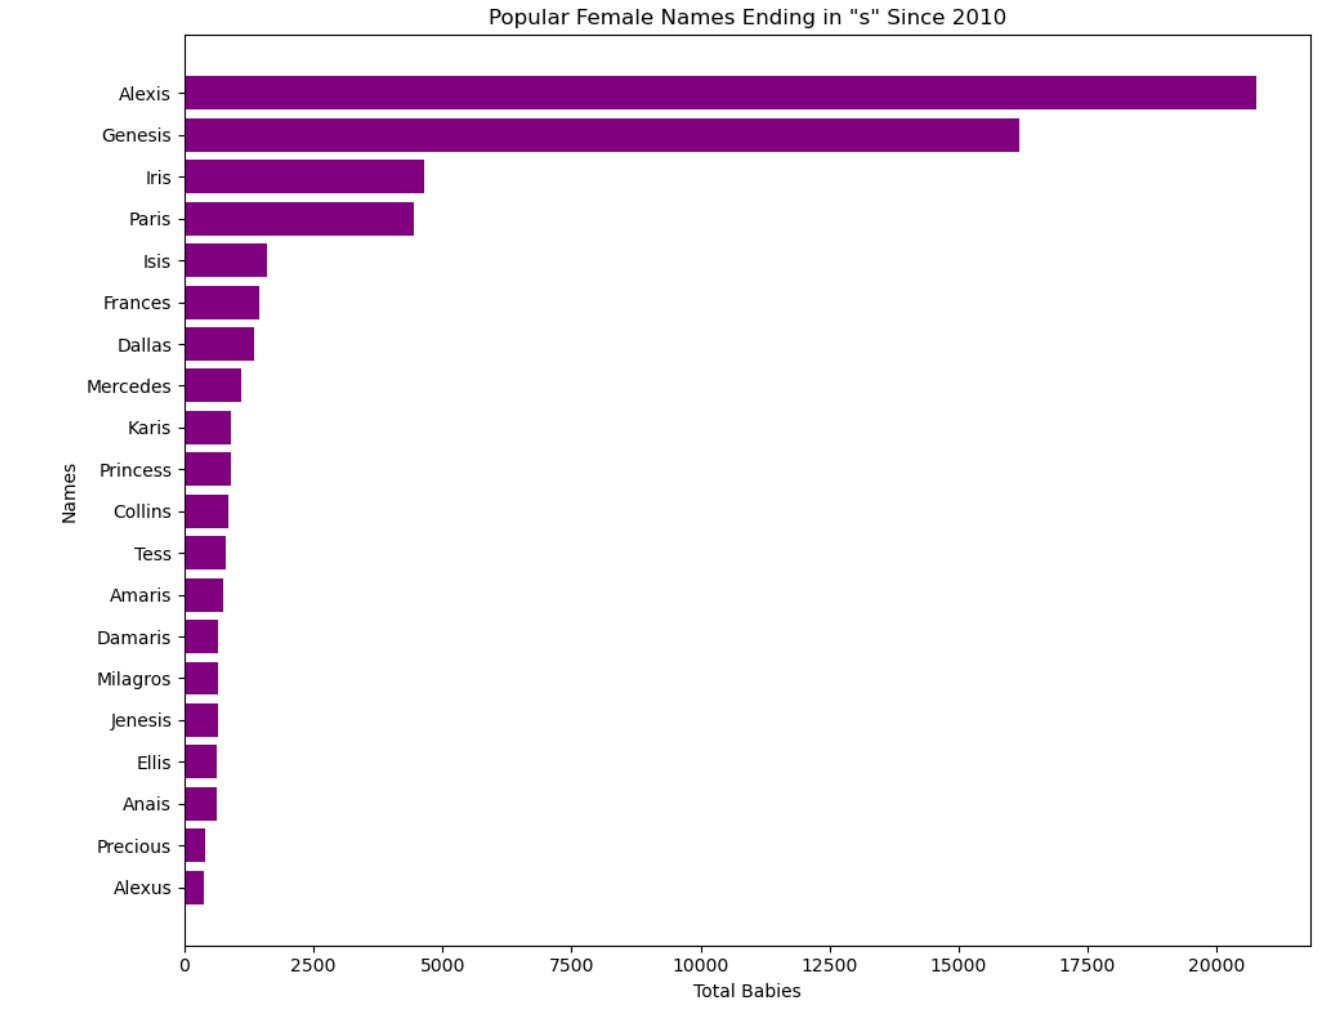 Popular Female Names Ending in "s" Since 2010
Names
Alexis
Genesis
Iris
Paris
Isis
Frances
Dallas
Mercedes
Karis
Princess
Collins
Tess
Amaris
Damaris
Milagros
Jenesis
Ellis
Anais
Precious
Alexus
0 2500 5000 7500 10000 12500 15000 17500 20000
Total Babies